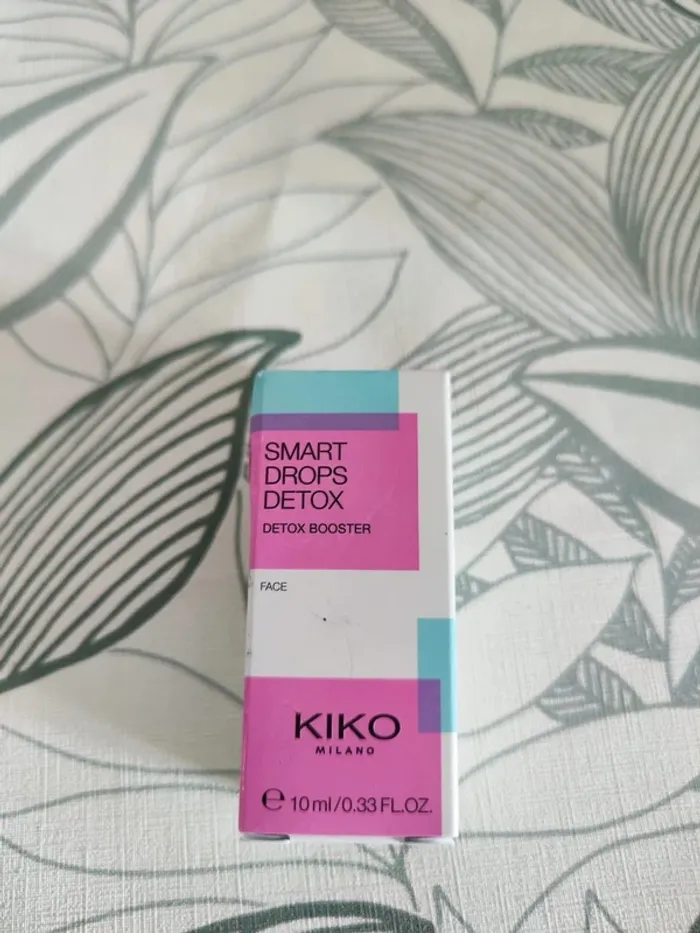 SMART
DROPS
DETOX
DETOX BOOSTER
FACE
KIKO
MILANO
℮ 10 ml/0.33 FL.OZ.